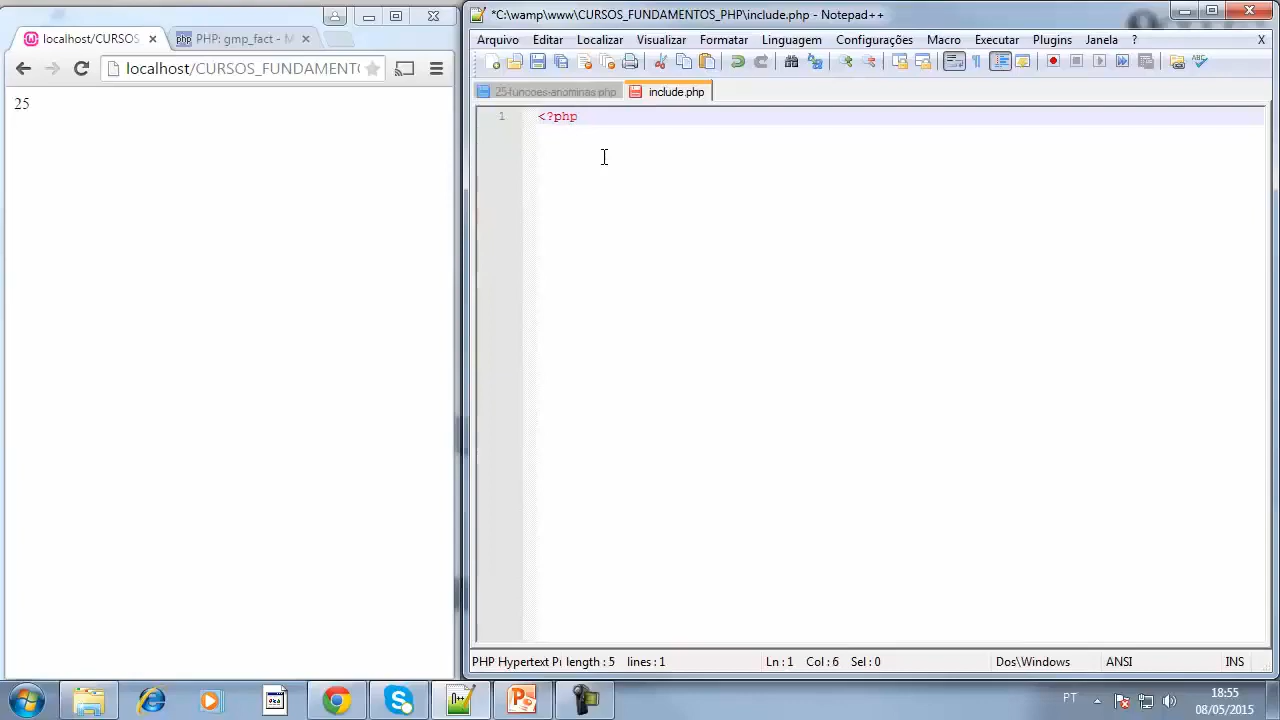 localhost/CURSOS
PHP: gmp_fact - M
localhost/CURSOS_FUNDAMENTO
25
*C:\wamp\www\CURSOS_FUNDAMENTOS_PHP\include.php - Notepad++
Arquivo Editar Localizar Visualizar Formatar Linguagem Configurações Macro Executar Plugins Janela ? X
25-funcoes-anominas.php
include.php
1 <?php
PHP Hypertext Pr length : 5 lines : 1 Ln : 1 Col : 6 Sel : 0 Dos\Windows ANSI INS
PT
18:55
08/05/2015